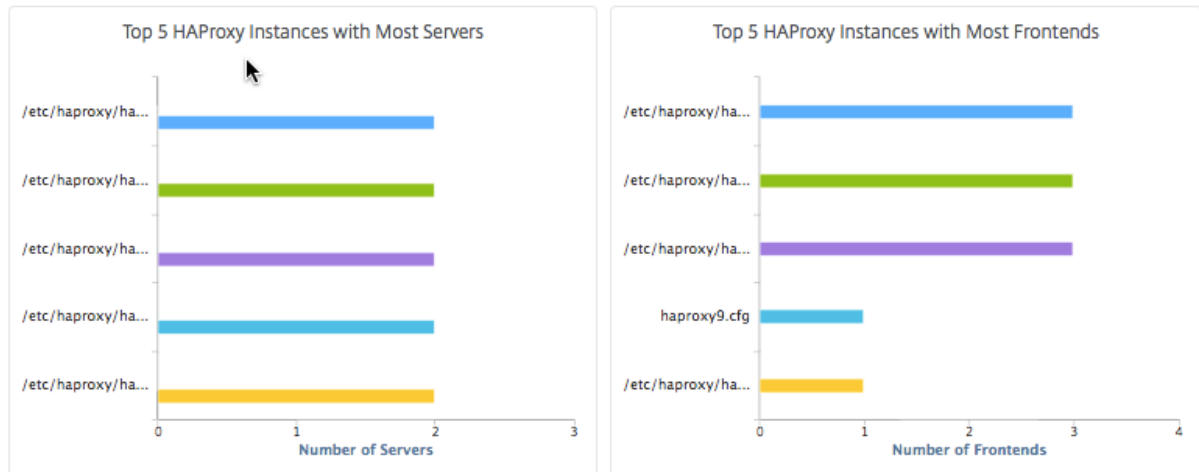 Top 5 HAProxy Instances with Most Servers
/etc/haproxy/ha...
/etc/haproxy/ha...
/etc/haproxy/ha...
/etc/haproxy/ha...
/etc/haproxy/ha...
0 1 2 3
Number of Servers
Top 5 HAProxy Instances with Most Frontends
/etc/haproxy/ha...
/etc/haproxy/ha...
/etc/haproxy/ha...
haproxy9.cfg
/etc/haproxy/ha...
0 1 2 3 4
Number of Frontends